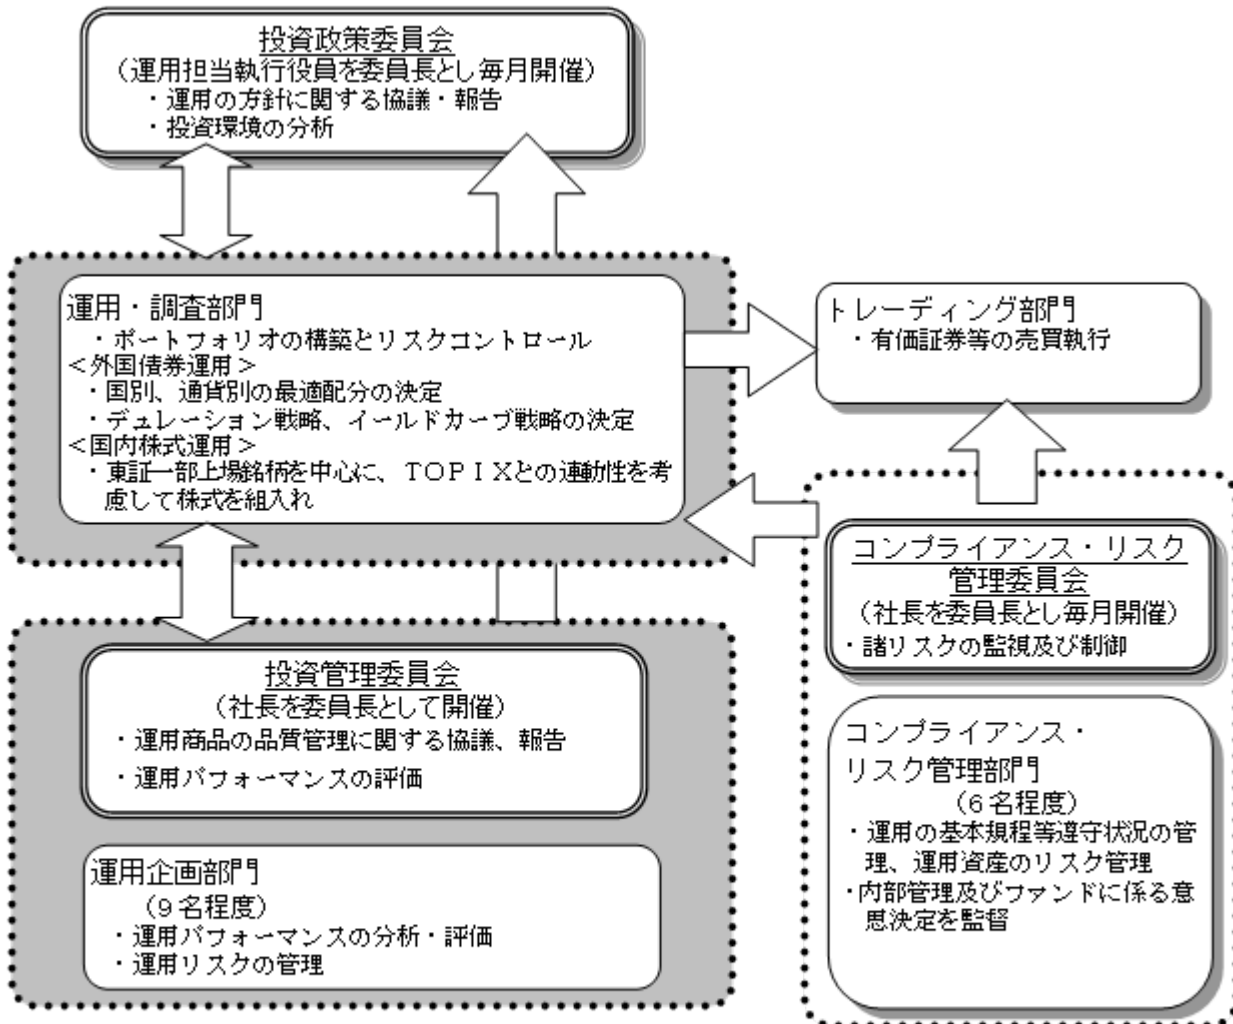 投資政策委員会
（運用担当執行役員を委員長とし毎月開催）
・運用の方針に関する協議・報告
・投資環境の分析
運用・調査部門
・ポートフォリオの構築とリスクコントロール
＜外国債券運用＞
・国別、通貨別の最適配分の決定
・デュレーション戦略、イールドカーブ戦略の決定
＜国内株式運用＞
・東証一部上場銘柄を中心に、ＴＯＰＩＸとの連動性を考
慮して株式を組入れ
トレーディング部門
・有価証券等の売買執行
コンプライアンス・リスク
管理委員会
（社長を委員長とし毎月開催）
・諸リスクの監視及び制御
コンプライアンス・
リスク管理部門
（６名程度）
・運用の基本規程等遵守状況の管
理、運用資産のリスク管理
・内部管理及びファンドに係る意
思決定を監督
投資管理委員会
（社長を委員長として開催）
・運用商品の品質管理に関する協議、報告
・運用パフォーマンスの評価
運用企画部門
（９名程度）
・運用パフォーマンスの分析・評価
・運用リスクの管理